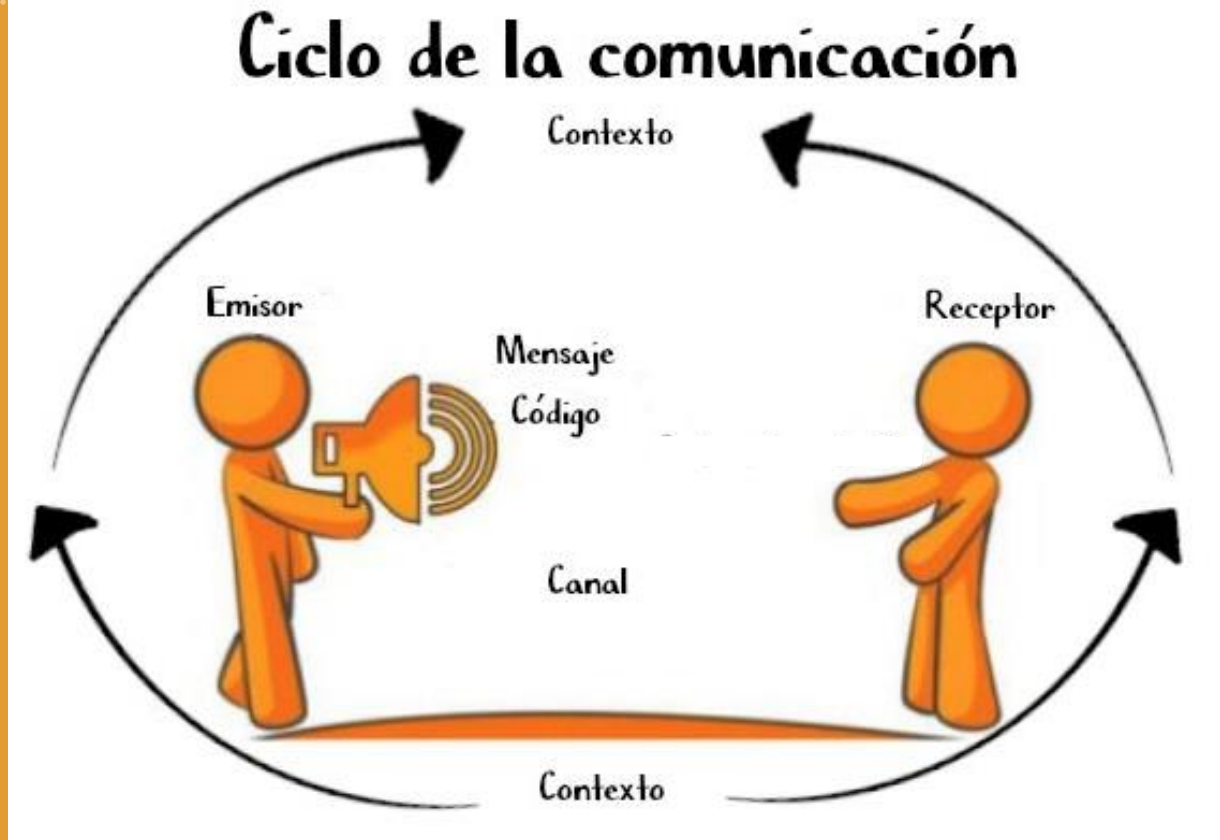 Ciclo de la comunicación
Contexto
Emisor
Receptor
Mensaje
Código
Canal
Contexto